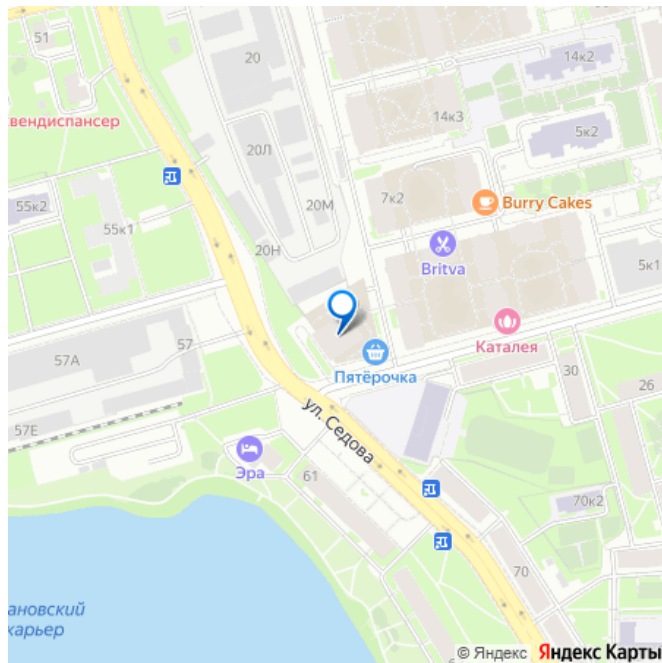 51
20
14к2
вендиспансер
14к3
20Л
5к2
55к2
7к2
Burry Cakes
20М
55к1
20Н
Britva
5к1
57
Каталея
57А
Пятёрочка
30
26
ул. Седова
57Е
Эра
61
70к2
70
ановский
карьер
© Яндекс Яндекс Карты